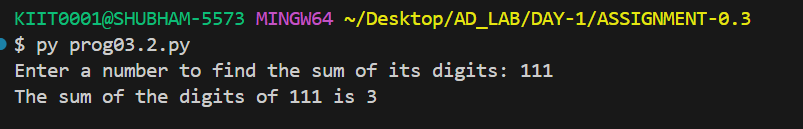 KIIT0001@SHUBHAM-5573 MINGW64 ~/Desktop/AD_LAB/DAY-1/ASSIGNMENT-0.3
$ py prog03.2.py
Enter a number to find the sum of its digits: 111
The sum of the digits of 111 is 3